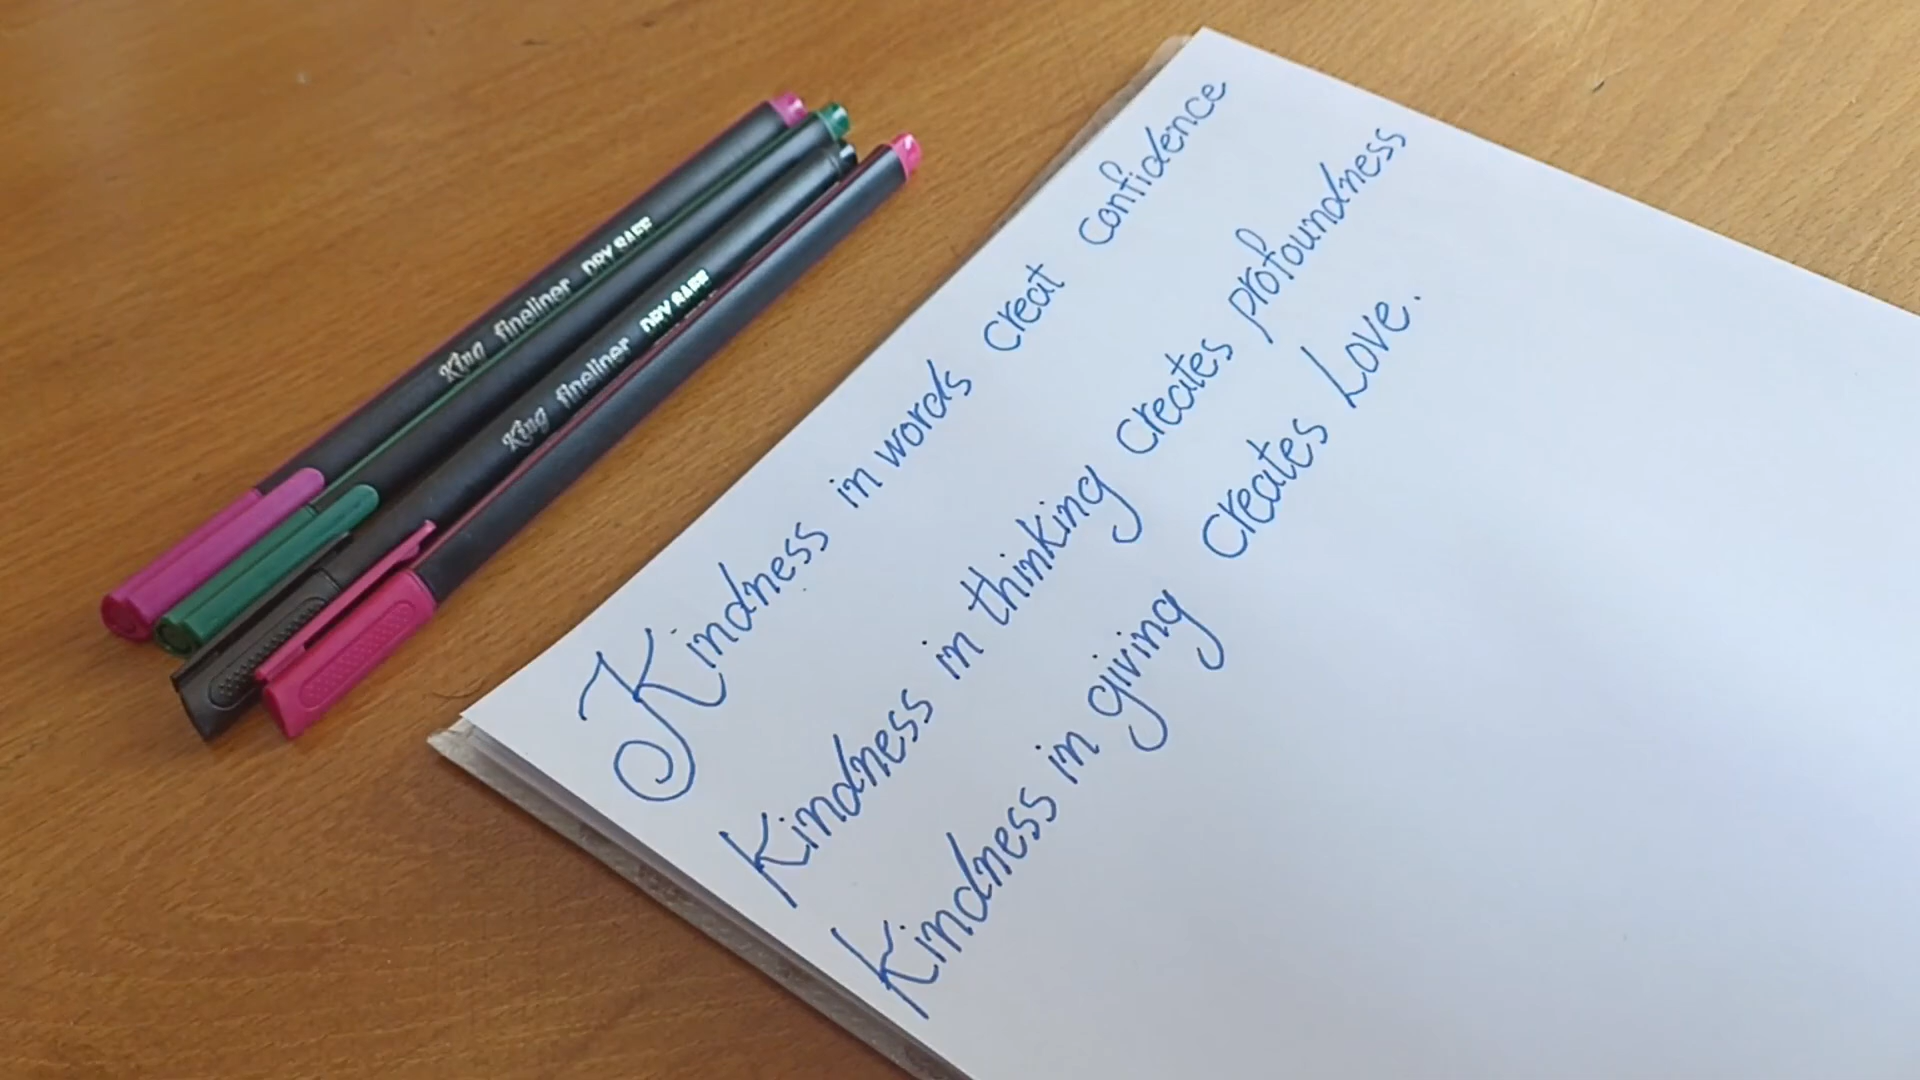 King fineliner DRY SAFE
King fineliner DRY SAFE
Kindness in words creat confidence
Kindness in thinking creates profoundness
Kindness in giving creates Love.